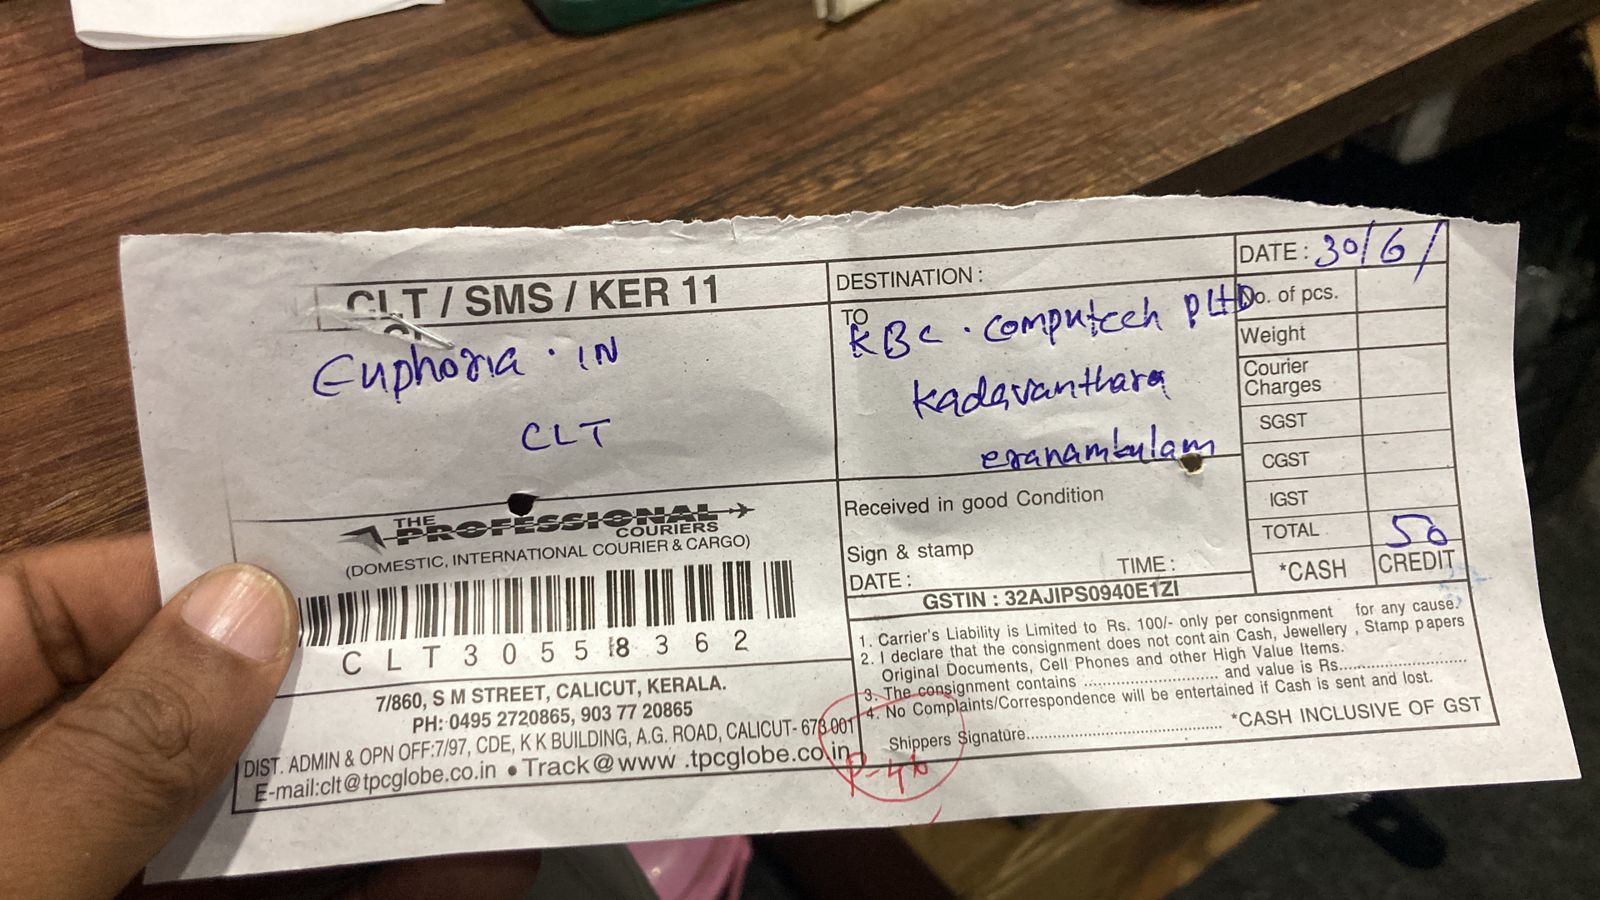 CLT / SMS / KER 11
Euphoria . IN
CLT
DESTINATION :
TO
KBC . Computech PLtD
Kadavanthara
eranambulam
DATE : 30/6/
No. of pcs.
Weight
Courier Charges
SGST
CGST
IGST
TOTAL 50
*CASH CREDIT
Received in good Condition
Sign & stamp
DATE : TIME :
GSTIN : 32AJIPS0940E1ZI
THE
PROFESSIONAL
COURIERS
(DOMESTIC, INTERNATIONAL COURIER & CARGO)
CLT305518362
7/860, S M STREET, CALICUT, KERALA.
PH: 0495 2720865, 903 77 20865
DIST. ADMIN & OPN OFF:7/97, CDE, K K BUILDING, A.G. ROAD, CALICUT- 673 001
E-mail:clt@tpcglobe.co.in • Track@www .tpcglobe.co.in
1. Carrier's Liability is Limited to Rs. 100/- only per consignment for any cause.
2. I declare that the consignment does not contain Cash, Jewellery , Stamp papers
Original Documents, Cell Phones and other High Value Items.
3. The consignment contains .............................. and value is Rs.............................
4. No Complaints/Correspondence will be entertained if Cash is sent and lost.
Shippers Signature............................................ *CASH INCLUSIVE OF GST